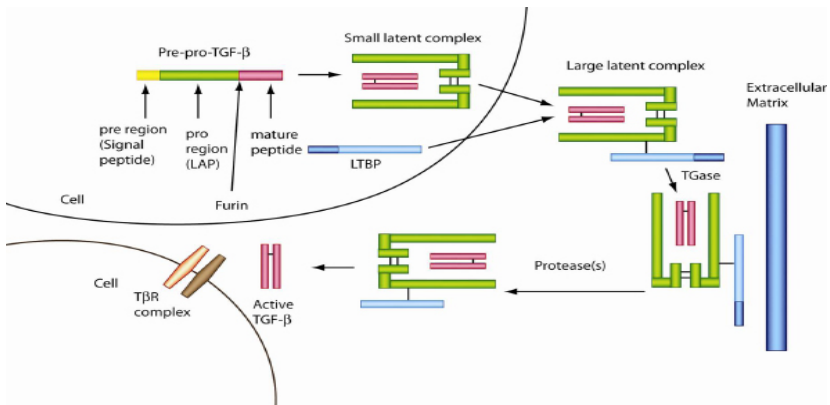 Pre-pro-TGF-β
Small latent complex
Large latent complex
Extracellular
Matrix
pre region
(Signal
peptide)
pro
region
(LAP)
mature
peptide
LTBP
Furin
Cell
TGase
Cell
TβR
complex
Active
TGF-β
Protease(s)